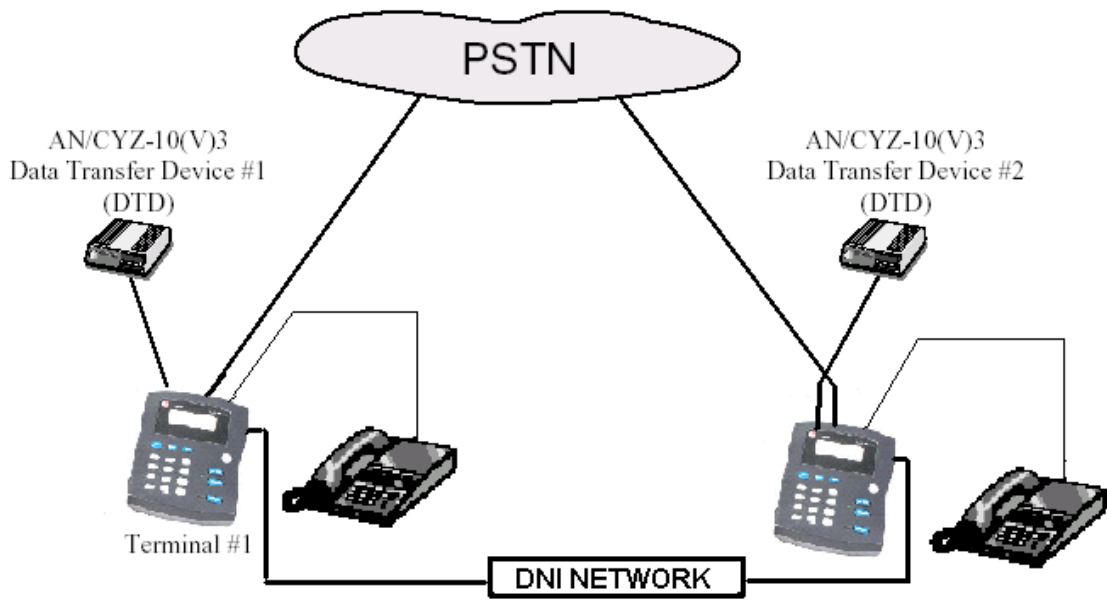 PSTN
AN/CYZ-10(V)3
Data Transfer Device #1
(DTD)
AN/CYZ-10(V)3
Data Transfer Device #2
(DTD)
Terminal #1
DNI NETWORK